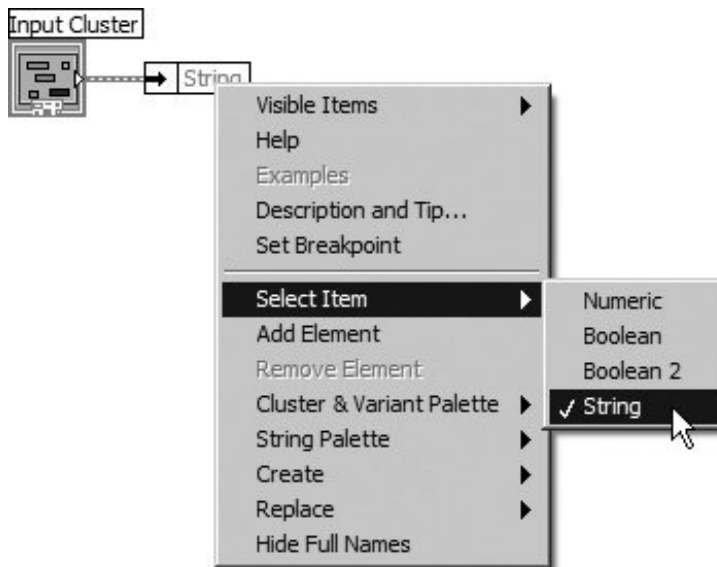 Input Cluster
String
Visible Items
Help
Examples
Description and Tip...
Set Breakpoint
Select Item
Add Element
Remove Element
Cluster & Variant Palette
String Palette
Create
Replace
Hide Full Names
Numeric
Boolean
Boolean 2
String